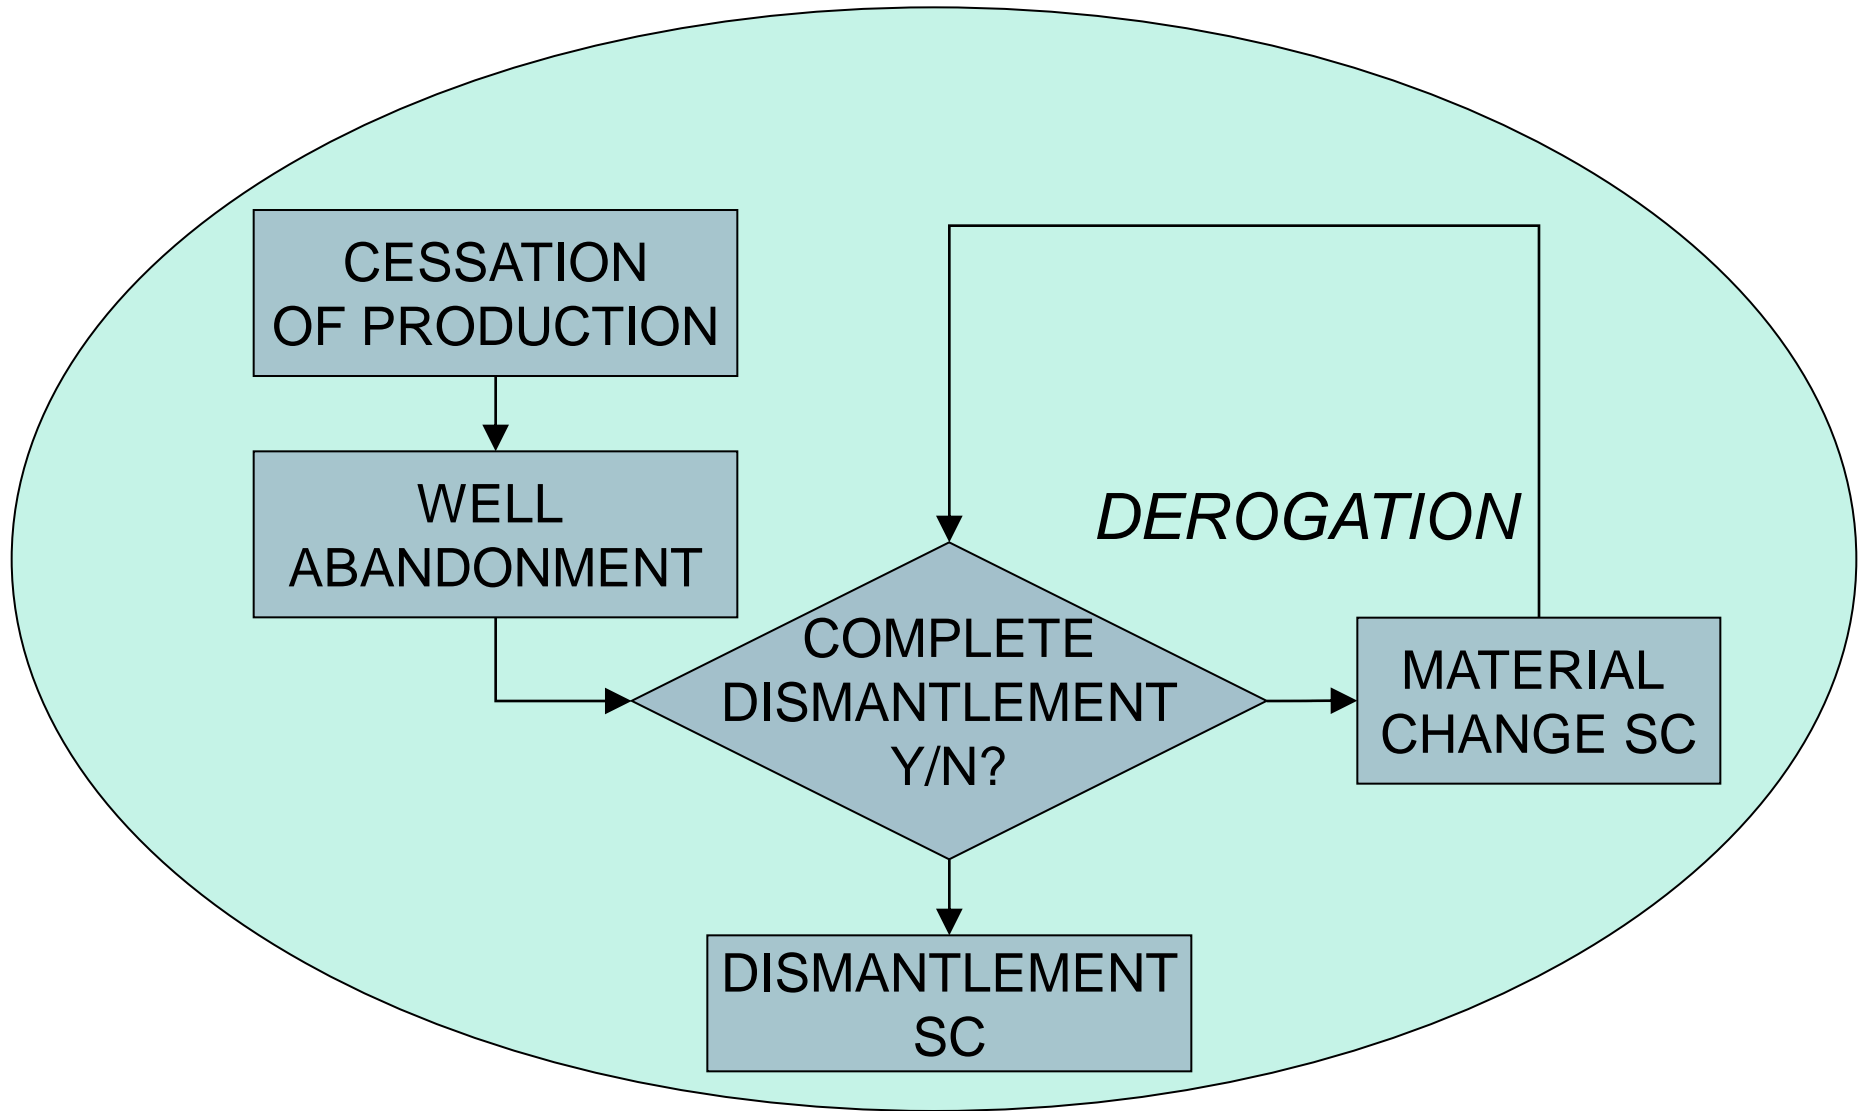 CESSATION
OF PRODUCTION
WELL
ABANDONMENT
DEROGATION
COMPLETE
DISMANTLEMENT
Y/N?
MATERIAL
CHANGE SC
DISMANTLEMENT
SC